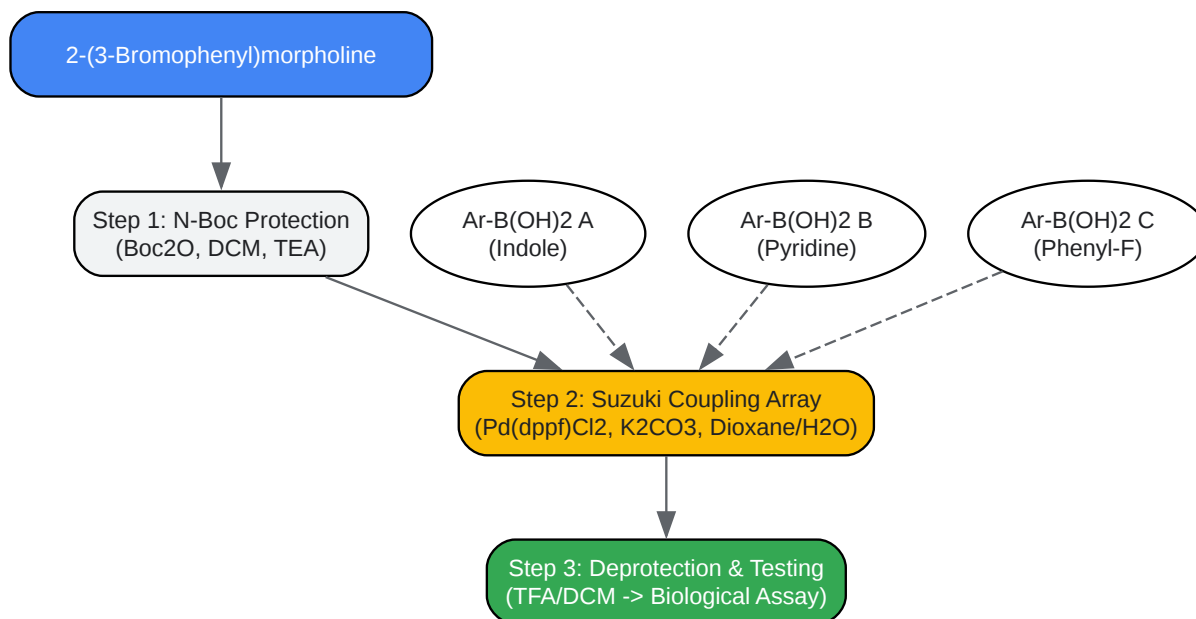 2-(3-Bromophenyl)morpholine
Step 1: N-Boc Protection
(Boc2O, DCM, TEA)
Ar-B(OH)2 A
(Indole)
Ar-B(OH)2 B
(Pyridine)
Ar-B(OH)2 C
(Phenyl-F)
Step 2: Suzuki Coupling Array
(Pd(dppf)Cl2, K2CO3, Dioxane/H2O)
Step 3: Deprotection & Testing
(TFA/DCM -> Biological Assay)